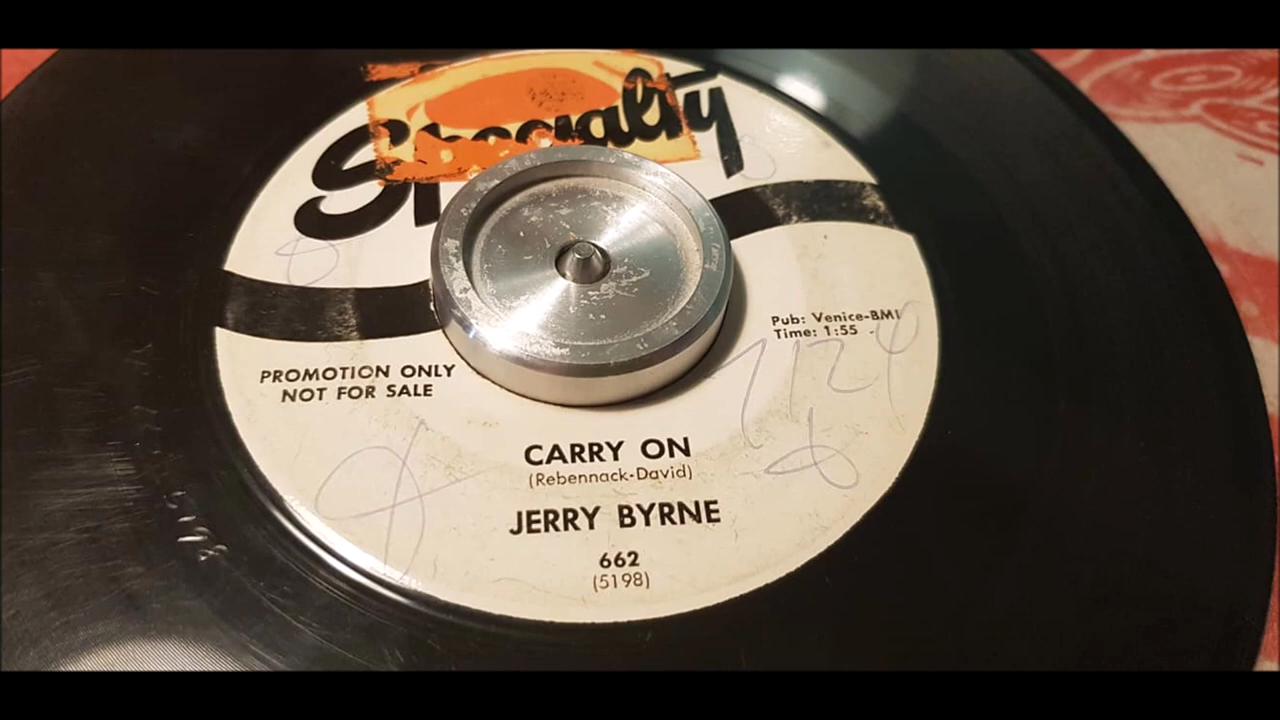 Specialty
Pub: Venice-BMI
Time: 1:55
PROMOTION ONLY
NOT FOR SALE
CARRY ON
(Rebennack-David)
JERRY BYRNE
662
(5198)